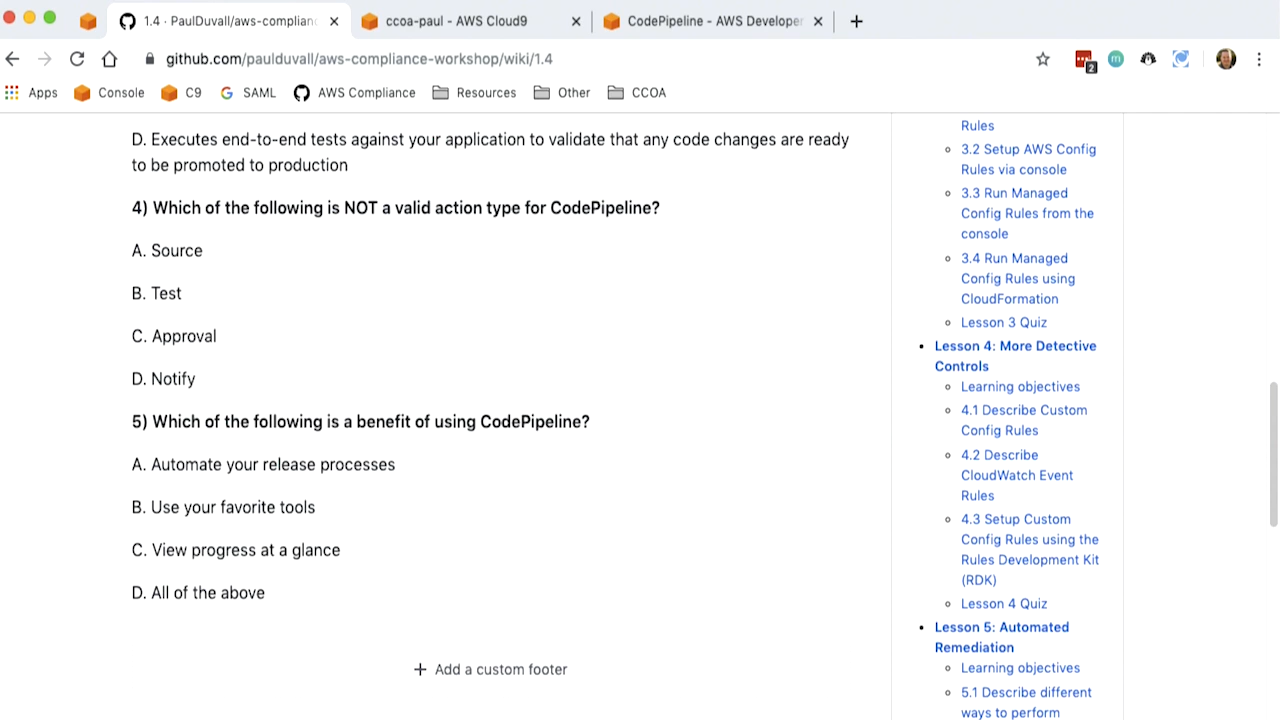 1.4 · PaulDuvall/aws-complianc
ccoa-paul - AWS Cloud9
CodePipeline - AWS Developer
github.com/paulduvall/aws-compliance-workshop/wiki/1.4
2
m
Apps
Console
C9
SAML
AWS Compliance
Resources
Other
CCOA
D. Executes end-to-end tests against your application to validate that any code changes are ready
to be promoted to production
4) Which of the following is NOT a valid action type for CodePipeline?
A. Source
B. Test
C. Approval
D. Notify
5) Which of the following is a benefit of using CodePipeline?
A. Automate your release processes
B. Use your favorite tools
C. View progress at a glance
D. All of the above
+ Add a custom footer
Rules
3.2 Setup AWS Config
Rules via console
3.3 Run Managed
Config Rules from the
console
3.4 Run Managed
Config Rules using
CloudFormation
Lesson 3 Quiz
Lesson 4: More Detective
Controls
Learning objectives
4.1 Describe Custom
Config Rules
4.2 Describe
CloudWatch Event
Rules
4.3 Setup Custom
Config Rules using the
Rules Development Kit
(RDK)
Lesson 4 Quiz
Lesson 5: Automated
Remediation
Learning objectives
5.1 Describe different
ways to perform